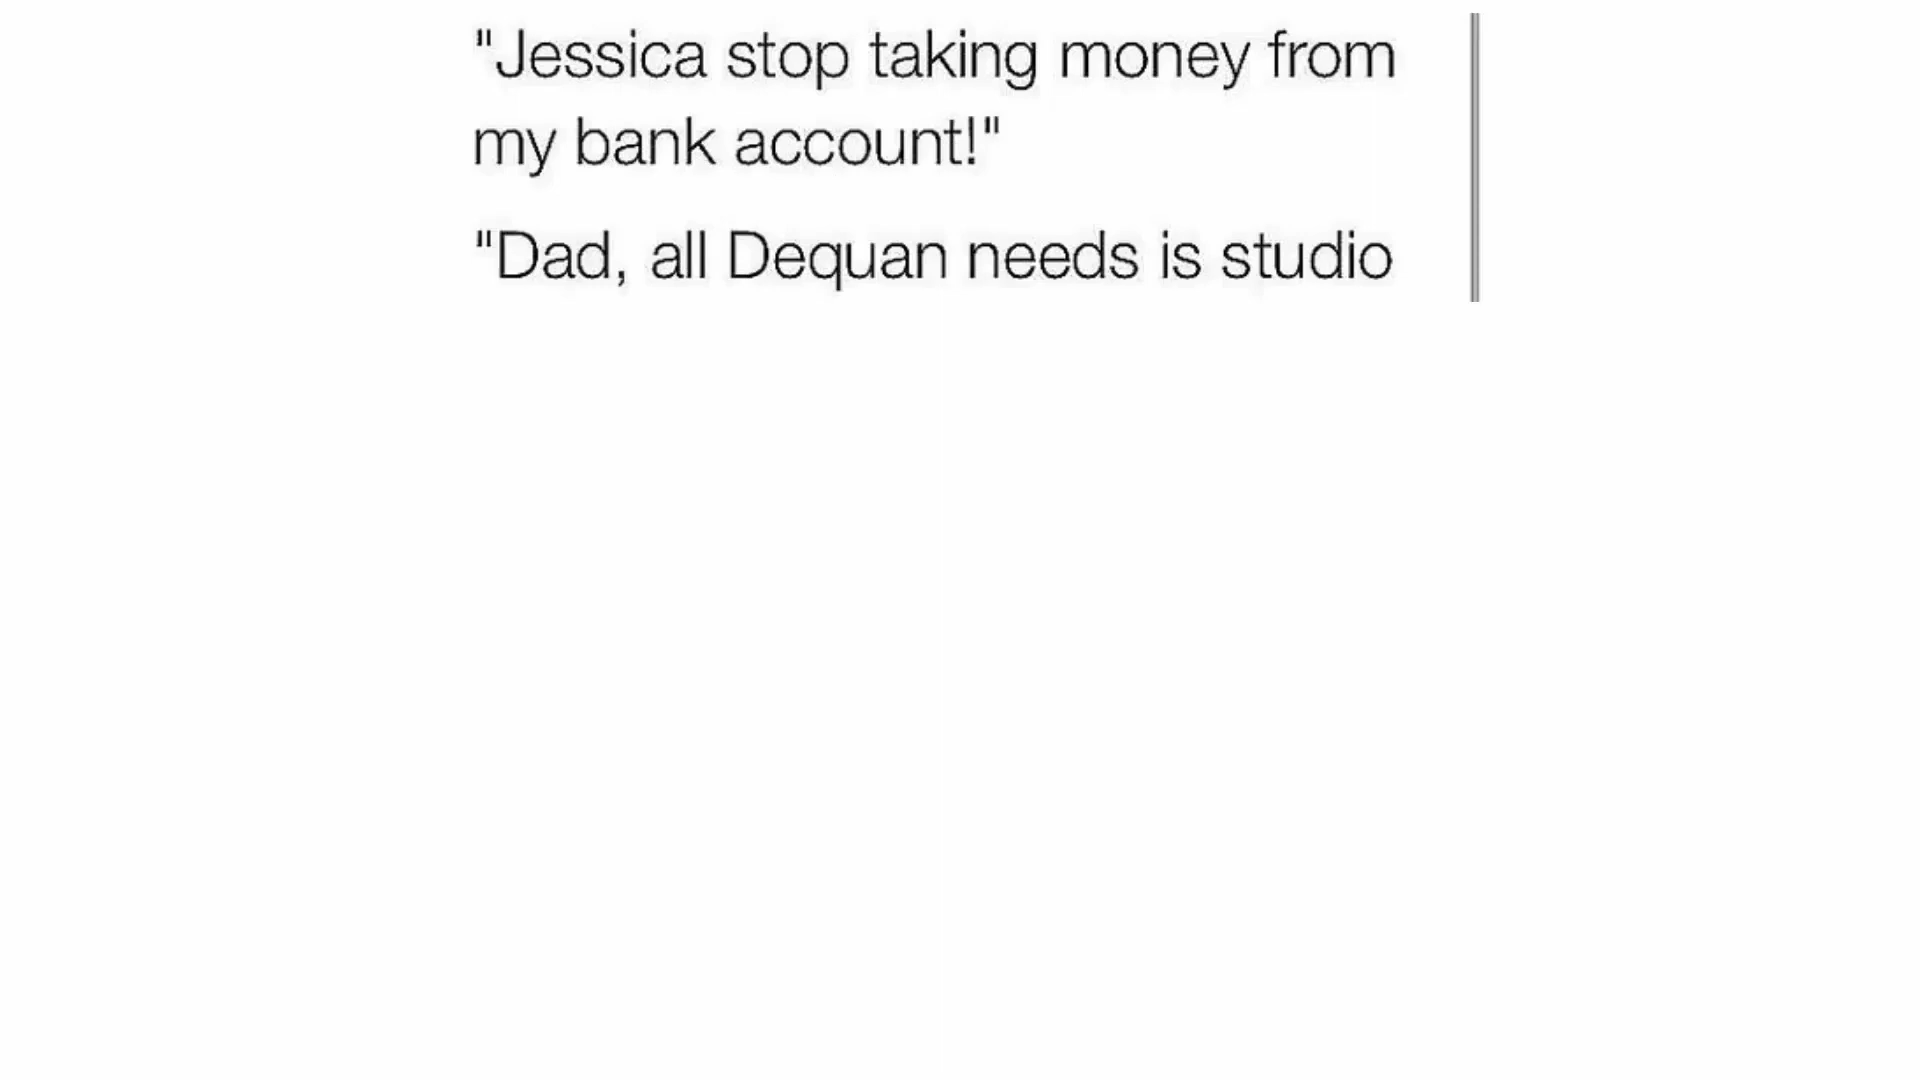 "Jessica stop taking money from
my bank account!"
"Dad, all Dequan needs is studio